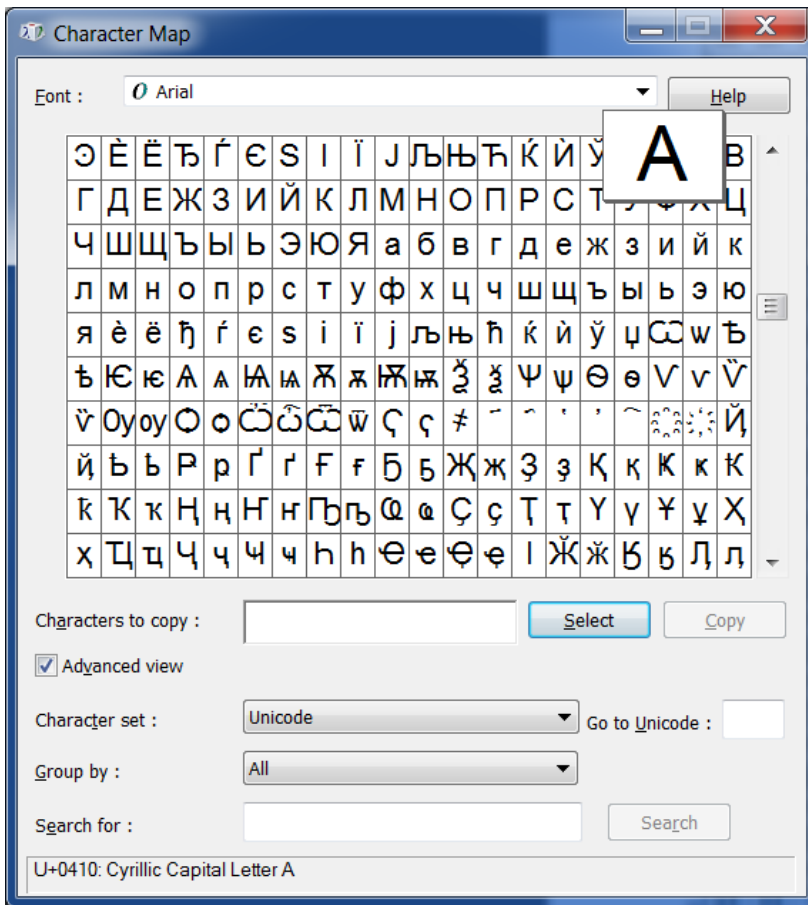 Character Map
Font : O Arial Help
Ͽ Ѐ Ё Ђ Ѓ Є Ѕ І Ї Ј Љ Њ Ћ Ќ Ѝ Ў А В
Г Д Е Ж З И Й К Л М Н О П Р С Т У Ф Х Ц
Ч Ш Щ Ъ Ы Ь Э Ю Я а б в г д е ж з и й к
л м н о п р с т у ф х ц ч ш щ ъ ы ь э ю
я ѐ ё ђ ѓ є ѕ і ї ј љ њ ћ ќ ѝ ў џ Ѡ ѡ Ѣ
ѣ Ѥ ѥ Ѧ ѧ Ѩ ѩ Ѫ ѫ Ѭ ѭ Ѯ ѯ Ѱ ѱ Ѳ ѳ Ѵ ѵ Ѷ
ѷ Ѹ ѹ Ѻ ѻ Ѽ ѽ Ѿ ѿ Ҁ ҁ ҂ ҃ ҄ ҅ ҆ ҇ ҈ ҉ Ҋ
ҋ Ҍ ҍ Ҏ ҏ Ґ ґ Ғ ғ Ҕ ҕ Җ җ Ҙ ҙ Қ қ Ҝ ҝ Ҟ
ҟ Ҡ ҡ Ң ң Ҥ ҥ Ҧ ҧ Ҩ ҩ Ҫ ҫ Ҭ ҭ Ү ү Ұ ұ Ҳ
ҳ Ҵ ҵ Ҷ ҷ Ҹ ҹ Һ һ Ҽ ҽ Ҿ ҿ Ӏ Ӂ ӂ Ӄ ӄ Ӆ ӆ
Characters to copy : Select Copy
Advanced view
Character set : Unicode Go to Unicode :
Group by : All
Search for : Search
U+0410: Cyrillic Capital Letter A